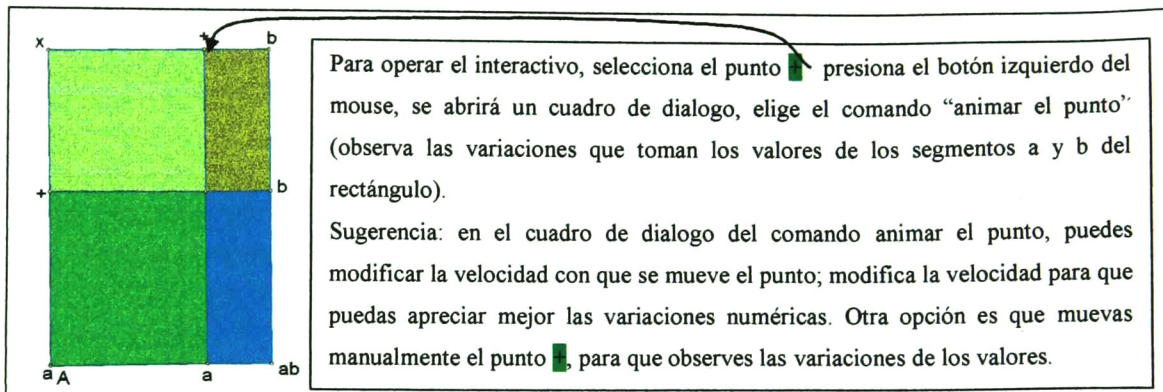 x + b
+ b
a A a ab
Para operar el interactivo, selecciona el punto + presiona el botón izquierdo del
mouse, se abrirá un cuadro de dialogo, elige el comando “animar el punto”
(observa las variaciones que toman los valores de los segmentos a y b del
rectángulo).
Sugerencia: en el cuadro de dialogo del comando animar el punto, puedes
modificar la velocidad con que se mueve el punto; modifica la velocidad para que
puedas apreciar mejor las variaciones numéricas. Otra opción es que muevas
manualmente el punto +, para que observes las variaciones de los valores.